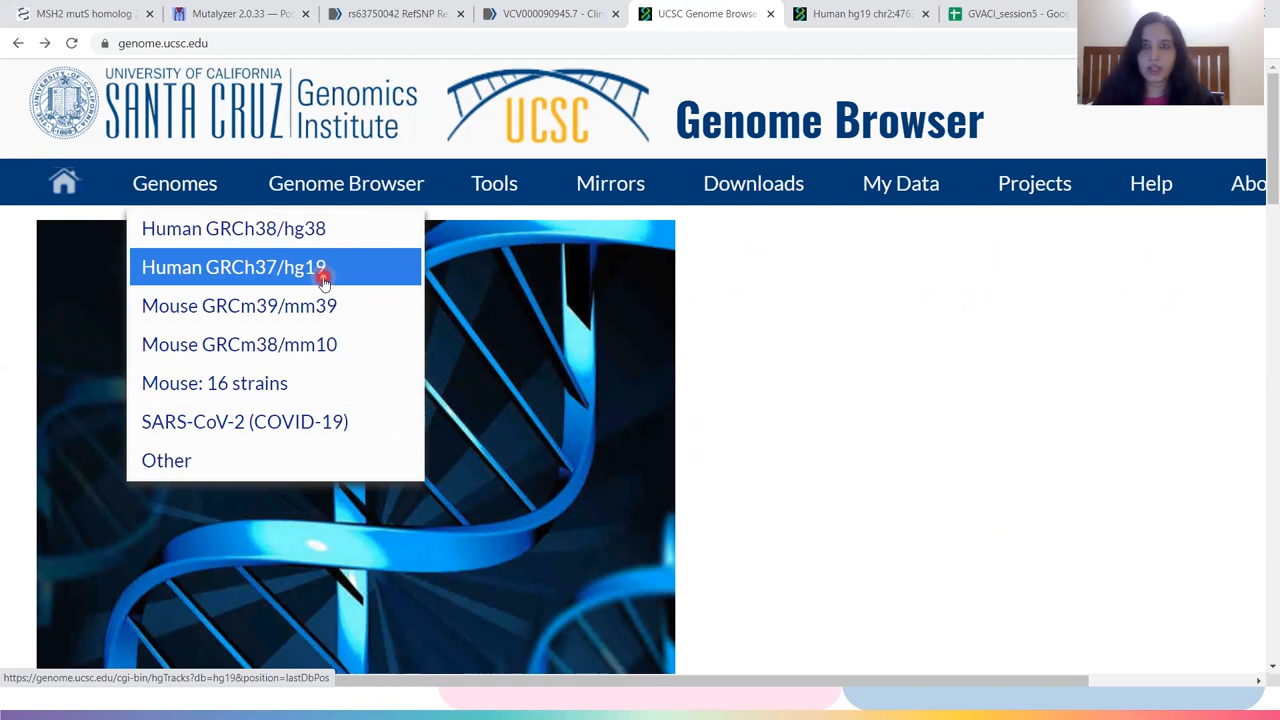 MSH2 mutS homolog
Mutalyzer 2.0.33 — Pos
rs63750042 RefSNP Re
VCV000090945.7 - Clin
UCSC Genome Browse
Human hg19 chr2:4763
GVACI_session5 - Goo
genome.ucsc.edu
UNIVERSITY OF CALIFORNIA
SANTA CRUZ
Genomics
Institute
UCSC
Genome Browser
Genomes
Genome Browser
Tools
Mirrors
Downloads
My Data
Projects
Help
Abo
Human GRCh38/hg38
Human GRCh37/hg19
Mouse GRCm39/mm39
Mouse GRCm38/mm10
Mouse: 16 strains
SARS-CoV-2 (COVID-19)
Other
https://genome.ucsc.edu/cgi-bin/hgTracks?db=hg19&position=lastDbPos